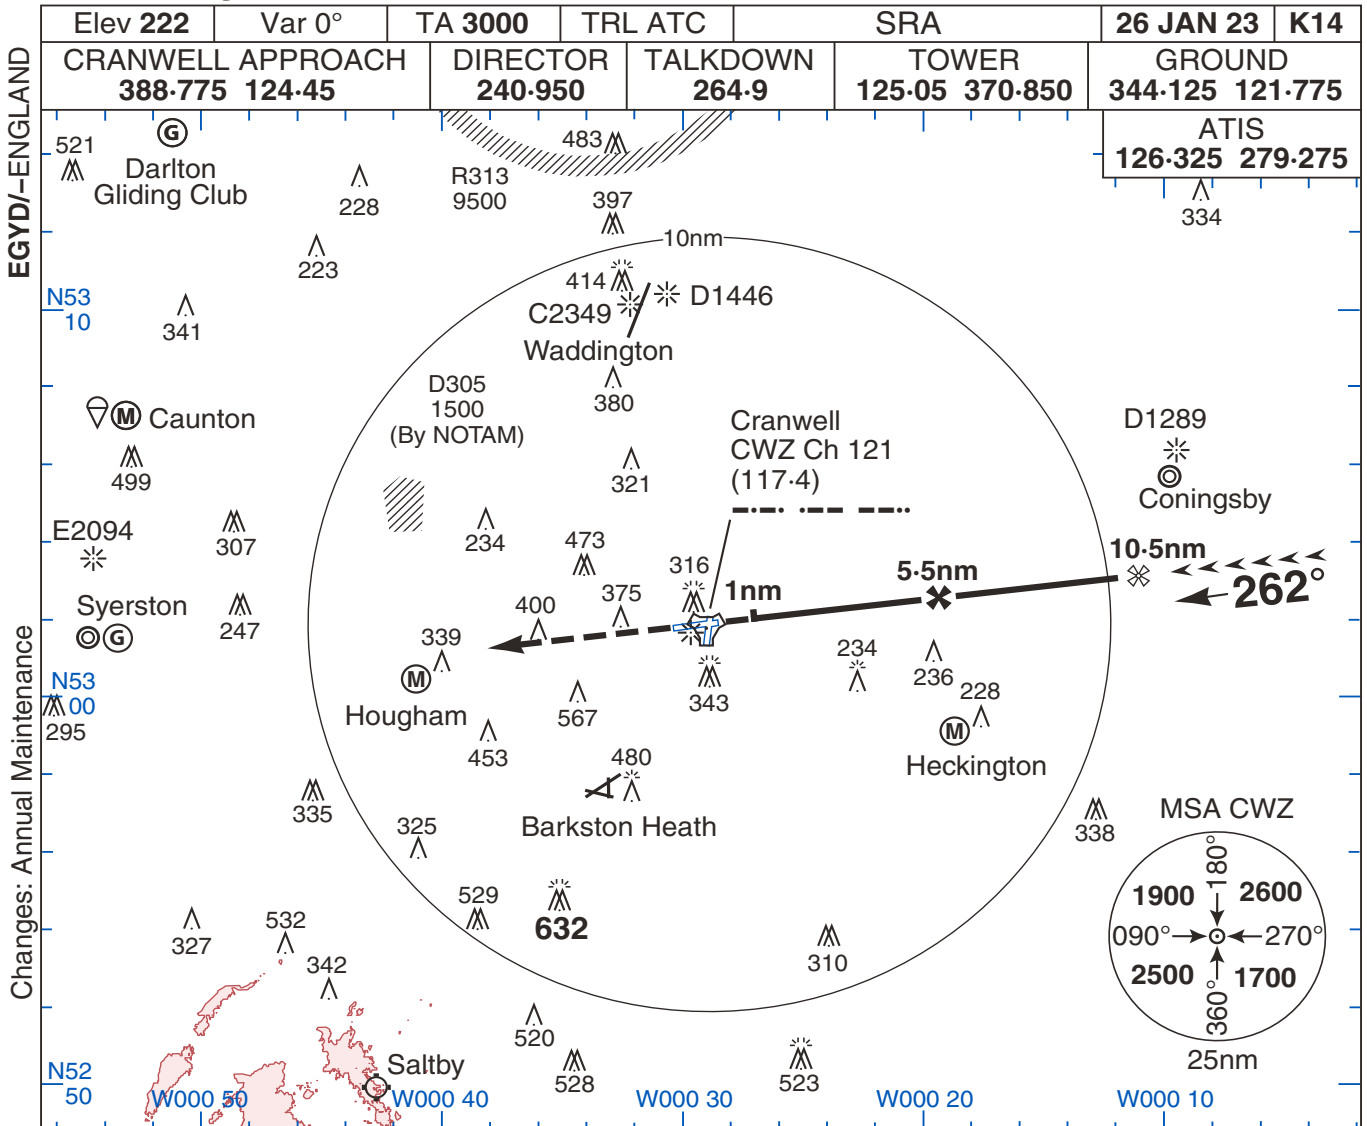 Elev 222 Var 0° TA 3000 TRL ATC SRA 26 JAN 23 K14
CRANWELL APPROACH DIRECTOR TALKDOWN TOWER GROUND
388·775 124·45 240·950 264·9 125·05 370·850 344·125 121·775
ATIS
126·325 279·275
EGYD/–ENGLAND
Changes: Annual Maintenance
521
G
Darlton
Gliding Club
228
223
341
483
R313
9500
397
334
10nm
414
C2349
D1446
Waddington
N53
10
380
D305
1500
(By NOTAM)
M Caunton
499
321
Cranwell
CWZ Ch 121
(117·4)
D1289
Coningsby
E2094
307
234
473
316
1nm
5·5nm
10·5nm
262°
Syerston
G
247
400
375
339
M
Hougham
234
236
228
343
567
453
M
Heckington
N53
00
295
335
480
Barkston Heath
325
338
529
632
310
327
532
342
520
528
523
Saltby
MSA CWZ
180°
1900 2600
090° 270°
2500 1700
360°
25nm
N52
50
W000 50 W000 40 W000 30 W000 20 W000 10